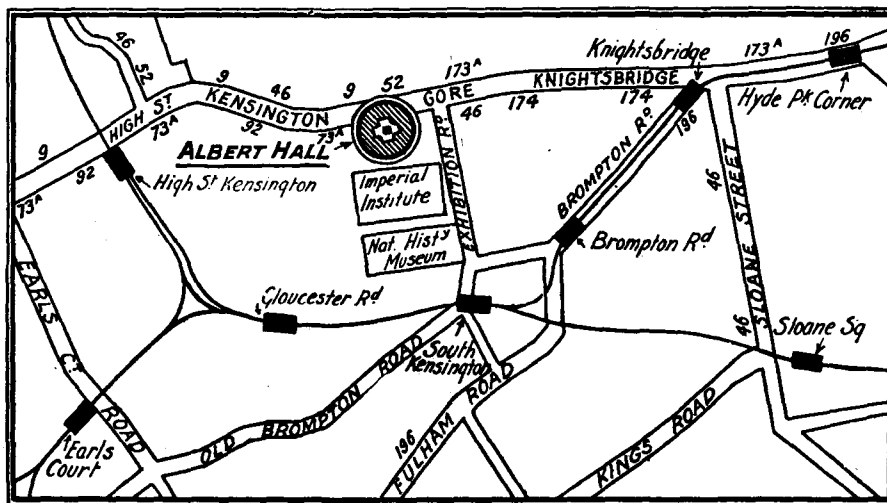 46
52
9
46
9
52
173A
Knightsbridge
173A
196
HIGH ST
KENSINGTON
GORE
KNIGHTSBRIDGE
Hyde Pk Corner
9
73A
92
73A
46
174
174
196
ALBERT HALL
92
73A
High St Kensington
Imperial
Institute
EXHIBITION Rd
BROMPTON Rd
46
SLOANE STREET
Nat. Histy
Museum
Brompton Rd
EARLS CT.
ROAD
Gloucester Rd
South
Kensington
46
Sloane Sq
Earls
Court
OLD BROMPTON ROAD
196
FULHAM ROAD
KINGS ROAD